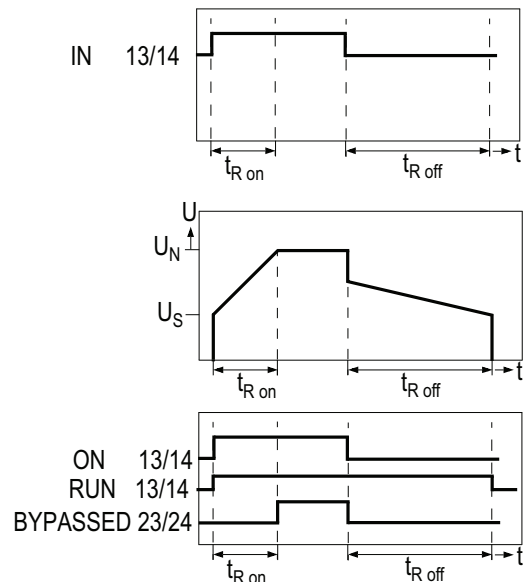 IN 13/14
t
tR on
tR off
U
UN
US
t
tR on
tR off
ON 13/14
RUN 13/14
BYPASSED 23/24
t
tR on
tR off